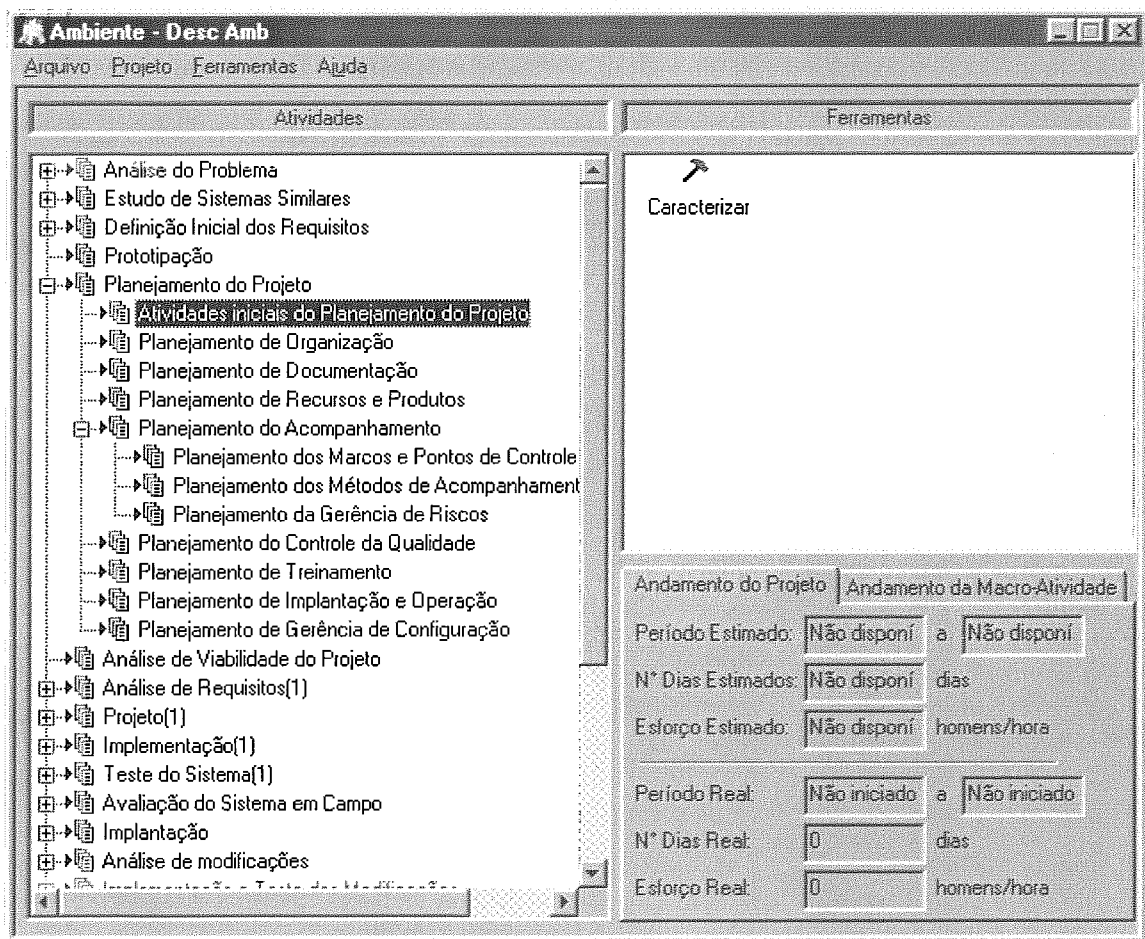 Ambiente - Desc Amb
Arquivo Projeto Ferramentas Ajuda
Atividades
Análise do Problema
Estudo de Sistemas Similares
Definição Inicial dos Requisitos
Prototipação
Planejamento do Projeto
Atividades iniciais do Planejamento do Projeto
Planejamento de Organização
Planejamento de Documentação
Planejamento de Recursos e Produtos
Planejamento do Acompanhamento
Planejamento dos Marcos e Pontos de Controle
Planejamento dos Métodos de Acompanhament
Planejamento da Gerência de Riscos
Planejamento do Controle da Qualidade
Planejamento de Treinamento
Planejamento de Implantação e Operação
Planejamento de Gerência de Configuração
Análise de Viabilidade do Projeto
Análise de Requisitos(1)
Projeto(1)
Implementação(1)
Teste do Sistema(1)
Avaliação do Sistema em Campo
Implantação
Análise de modificações
Ferramentas
Caracterizar
Andamento do Projeto Andamento da Macro-Atividade
Período Estimado: Não disponí a Não disponí
N° Dias Estimados: Não disponí dias
Esforço Estimado: Não disponí homens/hora
Período Real: Não iniciado a Não iniciado
N° Dias Real: 0 dias
Esforço Real: 0 homens/hora